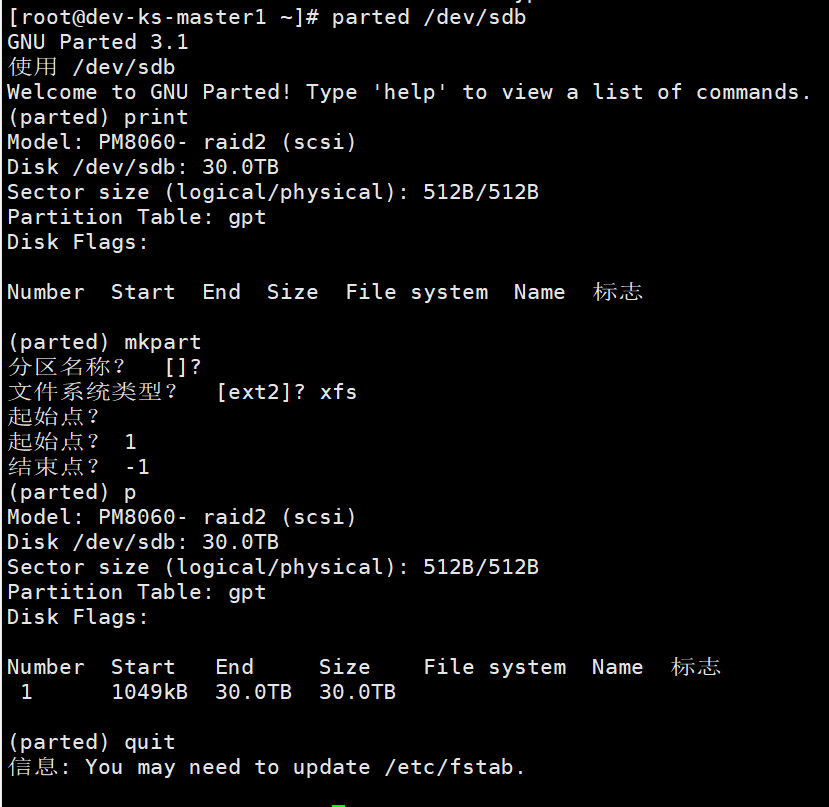 [root@dev-ks-master1 ~]# parted /dev/sdb
GNU Parted 3.1
使用 /dev/sdb
Welcome to GNU Parted! Type 'help' to view a list of commands.
(parted) print
Model: PM8060- raid2 (scsi)
Disk /dev/sdb: 30.0TB
Sector size (logical/physical): 512B/512B
Partition Table: gpt
Disk Flags:
Number  Start  End  Size  File system  Name  标志
(parted) mkpart
分区名称？  []?
文件系统类型？  [ext2]? xfs
起始点？
起始点？ 1
结束点？ -1
(parted) p
Model: PM8060- raid2 (scsi)
Disk /dev/sdb: 30.0TB
Sector size (logical/physical): 512B/512B
Partition Table: gpt
Disk Flags:
Number  Start   End     Size    File system  Name  标志
 1      1049kB  30.0TB  30.0TB
(parted) quit
信息: You may need to update /etc/fstab.